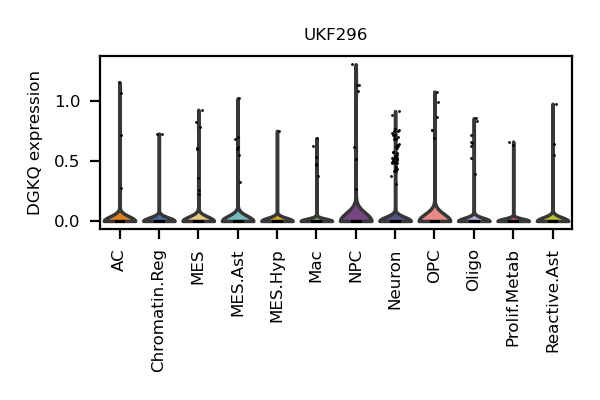 UKF296
DGKQ expression
1.0
0.5
0.0
AC
Chromatin.Reg
MES
MES.Ast
MES.Hyp
Mac
NPC
Neuron
OPC
Oligo
Prolif.Metab
Reactive.Ast